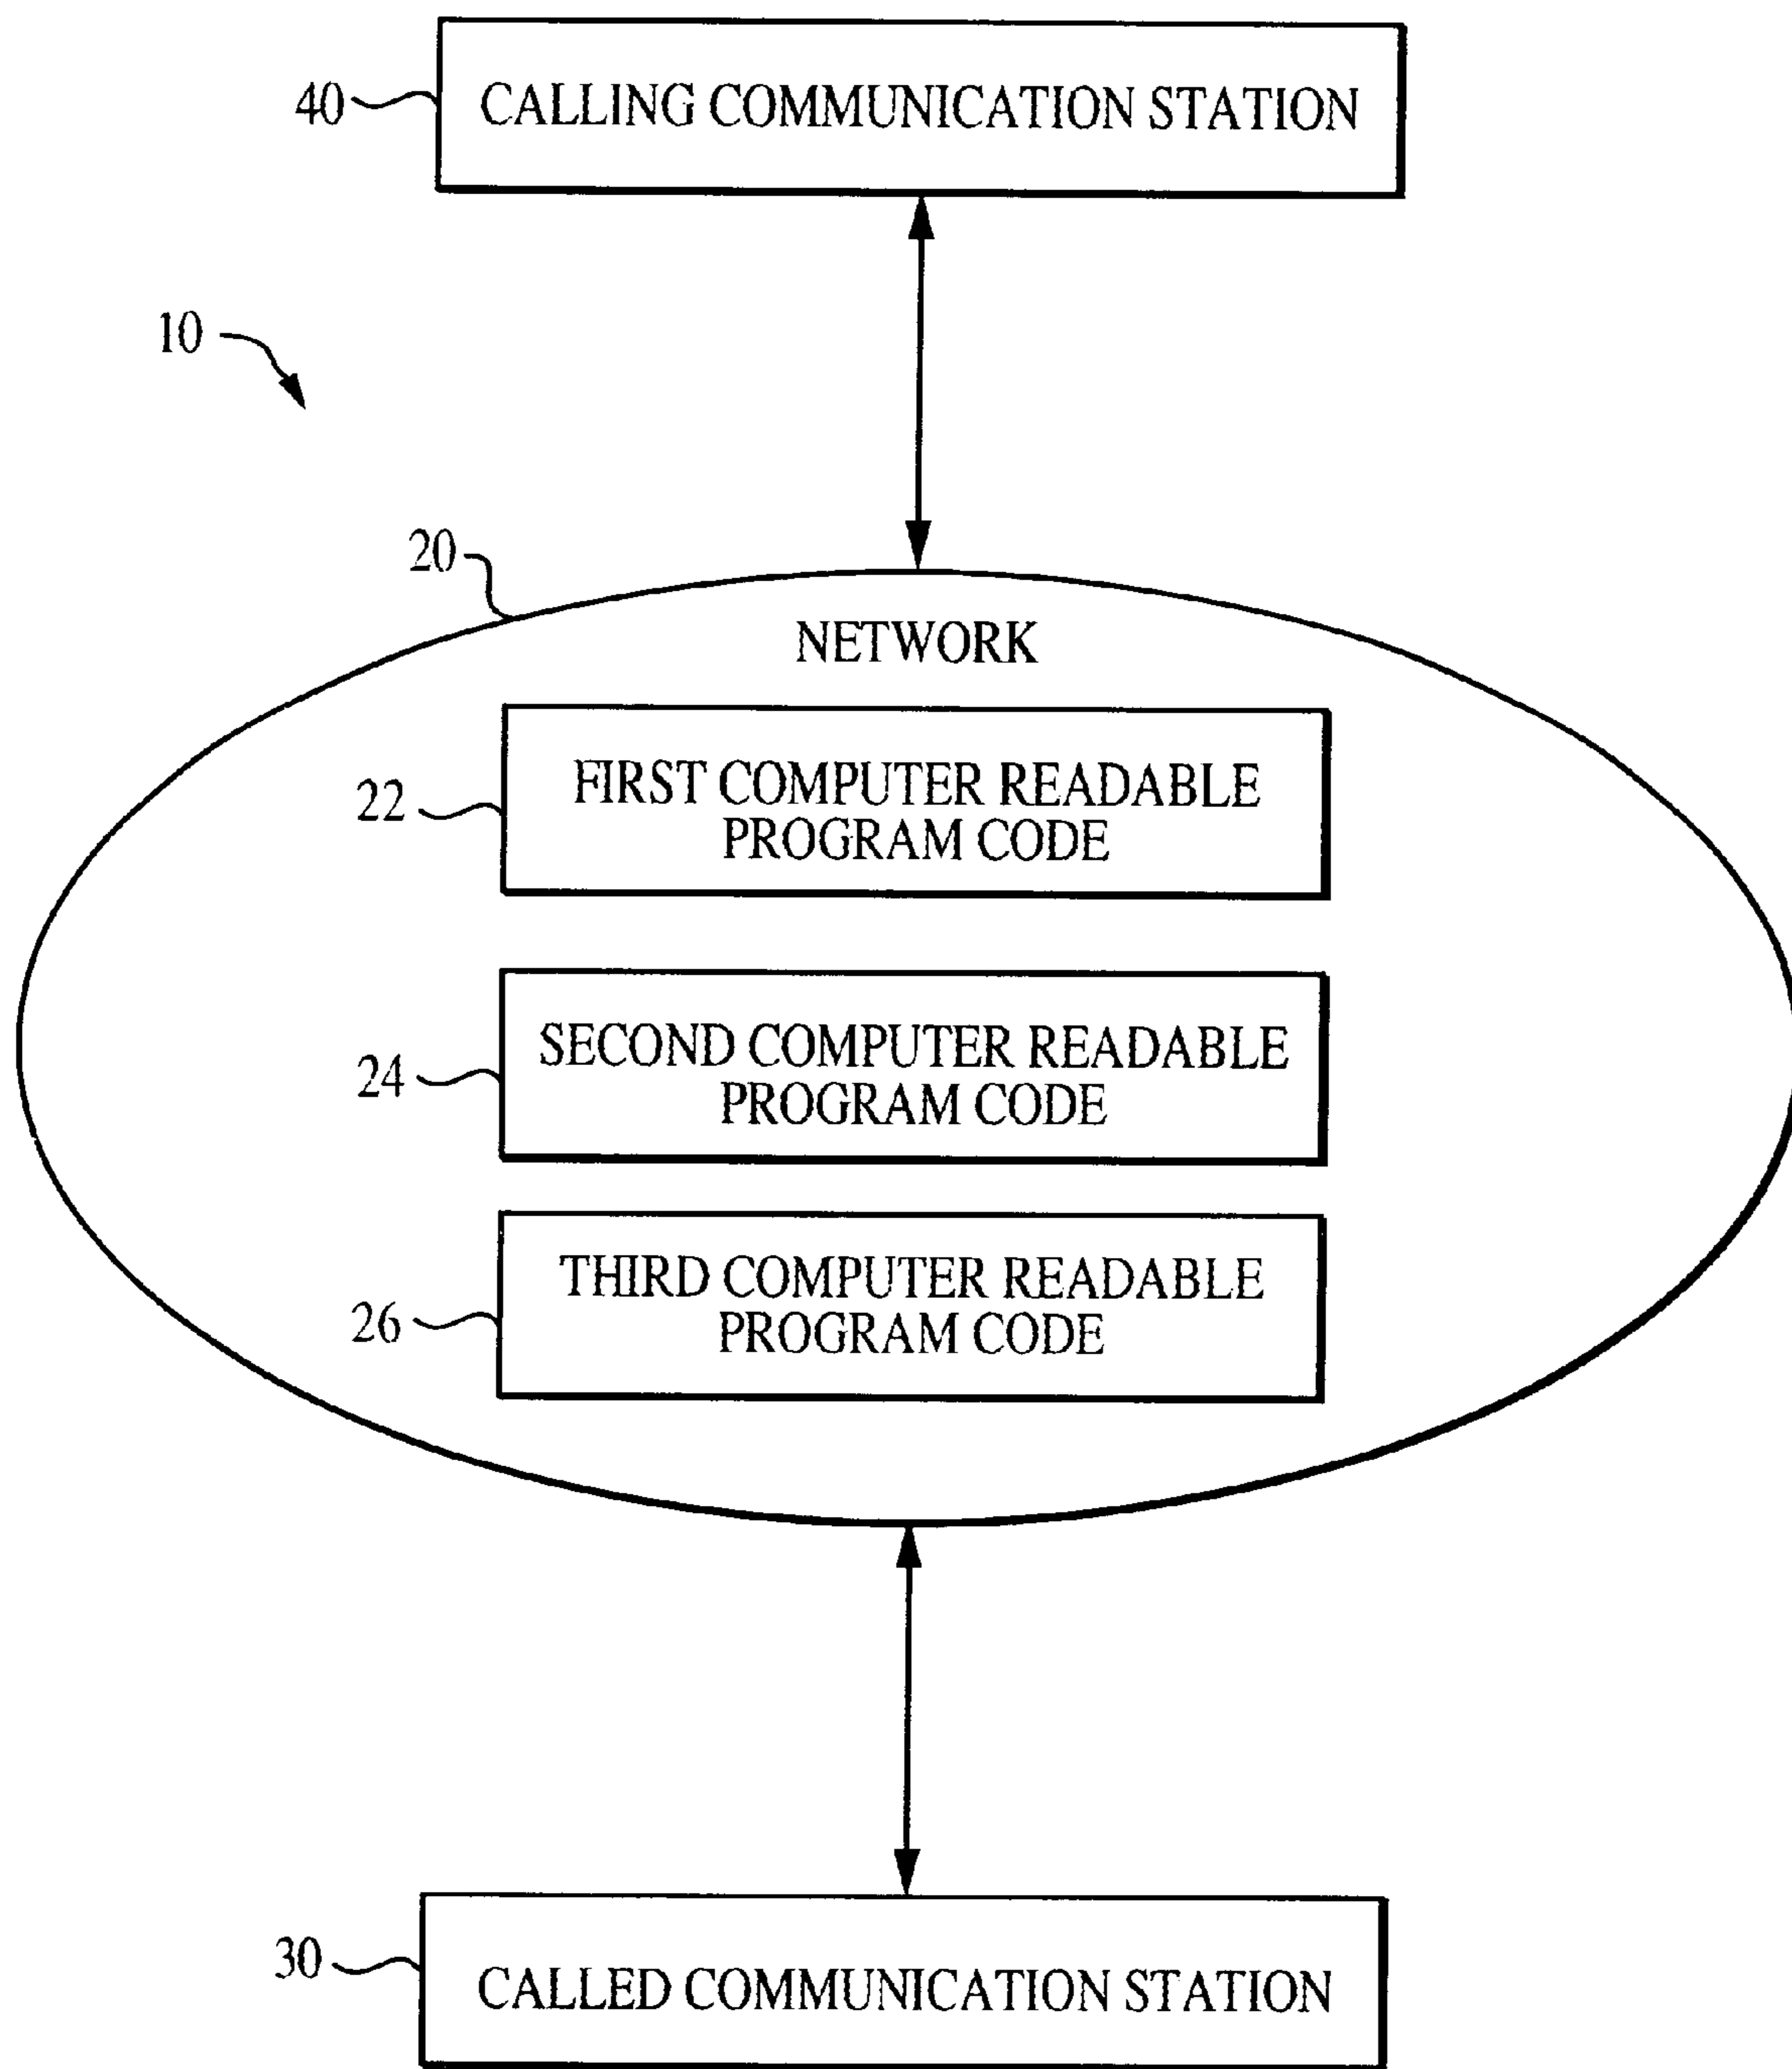 40
CALLING COMMUNICATION STATION
10
20
NETWORK
22
FIRST COMPUTER READABLE
PROGRAM CODE
24
SECOND COMPUTER READABLE
PROGRAM CODE
26
THIRD COMPUTER READABLE
PROGRAM CODE
30
CALLED COMMUNICATION STATION